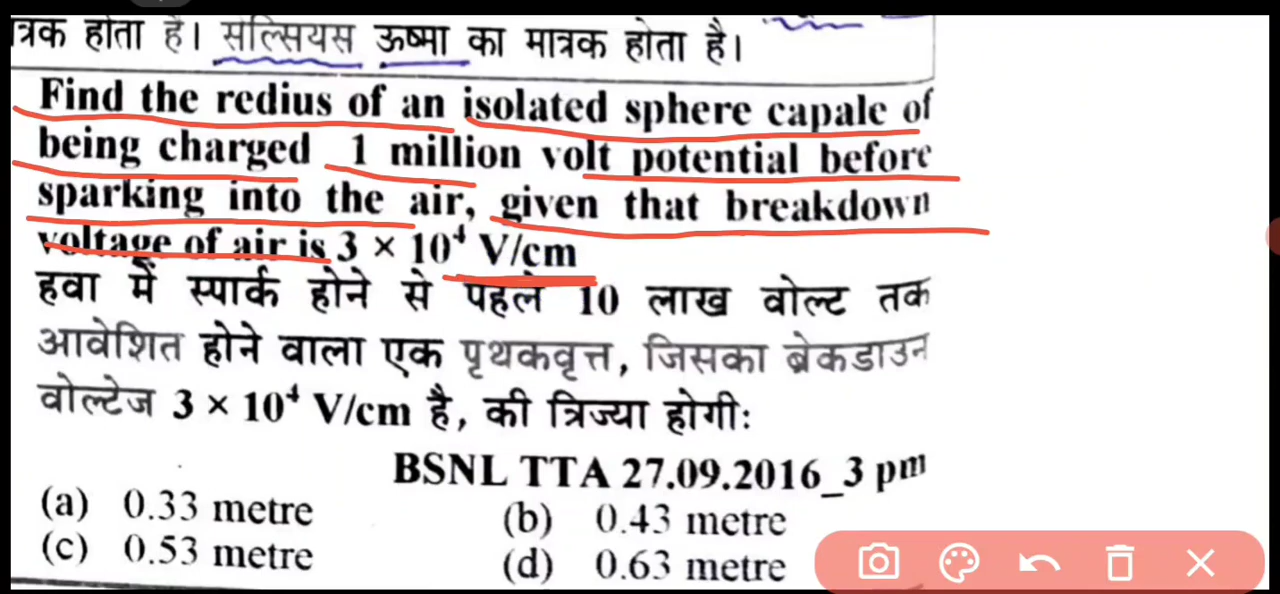 त्रक होता है। सेल्सियस ऊष्मा का मात्रक होता है।
Find the redius of an isolated sphere capale of
being charged 1 million volt potential before
sparking into the air, given that breakdown
voltage of air is 3 × 10⁴ V/cm
हवा में स्पार्क होने से पहले 10 लाख वोल्ट तक
आवेशित होने वाला एक पृथकवृत्त, जिसका ब्रेकडाउन
वोल्टेज 3 × 10⁴ V/cm है, की त्रिज्या होगी:
BSNL TTA 27.09.2016_3 pm
(a) 0.33 metre (b) 0.43 metre
(c) 0.53 metre (d) 0.63 metre